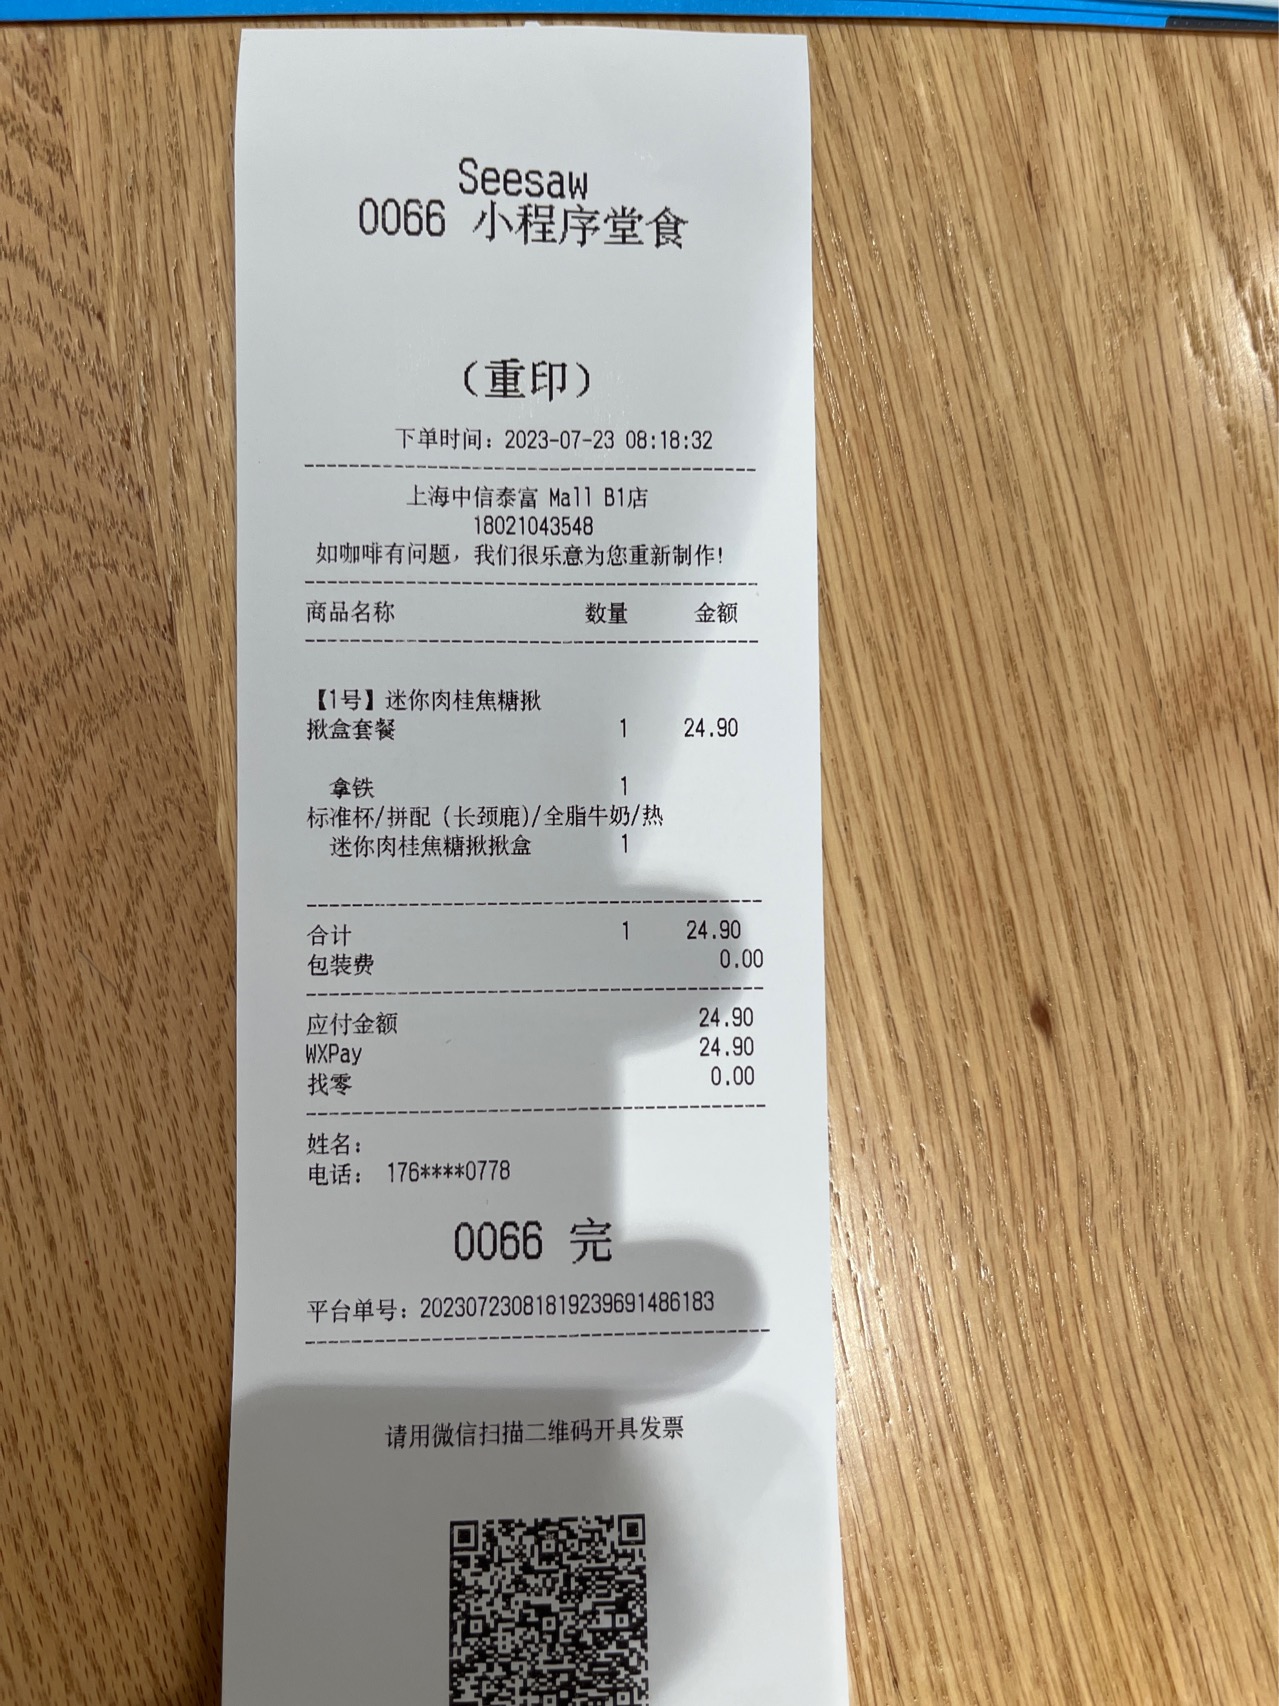 Seesaw
0066 小程序堂食
（重印）
下单时间：2023-07-23 08:18:32
上海中信泰富 Mall B1店
18021043548
如咖啡有问题，我们很乐意为您重新制作！
商品名称 数量 金额
【1号】迷你肉桂焦糖揪
揪盒套餐 1 24.90
拿铁 1
标准杯/拼配（长颈鹿)/全脂牛奶/热
迷你肉桂焦糖揪揪盒 1
合计 1 24.90
包装费 0.00
应付金额 24.90
WXPay 24.90
找零 0.00
姓名：
电话： 176****0778
0066 完
平台单号：20230723081819239691486183
请用微信扫描二维码开具发票